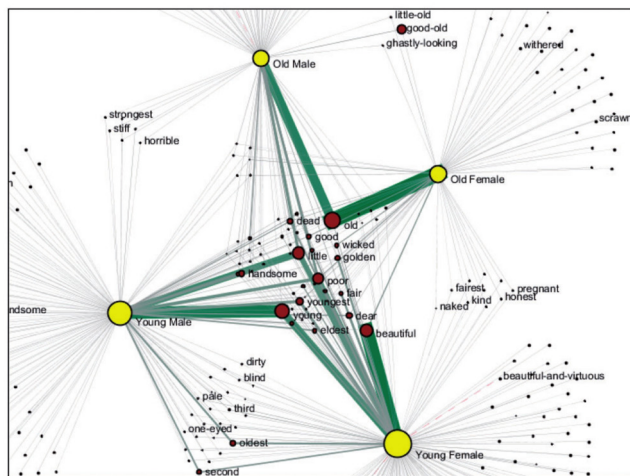 little-old
good-old
ghastly-looking
withered
Old Male
strongest
stiff
horrible
scrawn
Old Female
dead
old
good
wicked
little
golden
handsome
poor
fair
youngest
young
dear
eldest
beautiful
fairest
pregnant
kind
honest
naked
ndsome
Young Male
dirty
blind
beautiful-and-virtuous
pale
third
one-eyed
oldest
Young Female
second